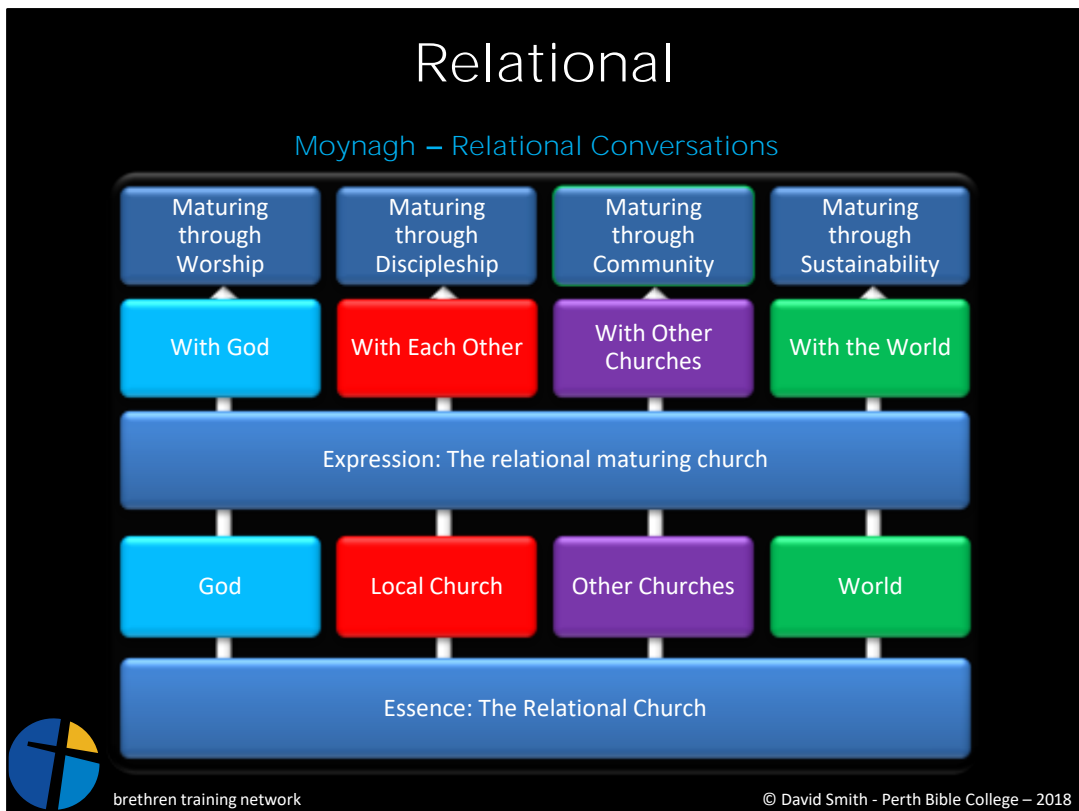 Relational
Moynagh – Relational Conversations
Maturing
through
Worship
Maturing
through
Discipleship
Maturing
through
Community
Maturing
through
Sustainability
With God
With Each Other
With Other
Churches
With the World
Expression: The relational maturing church
God
Local Church
Other Churches
World
Essence: The Relational Church
brethren training network
© David Smith - Perth Bible College – 2018